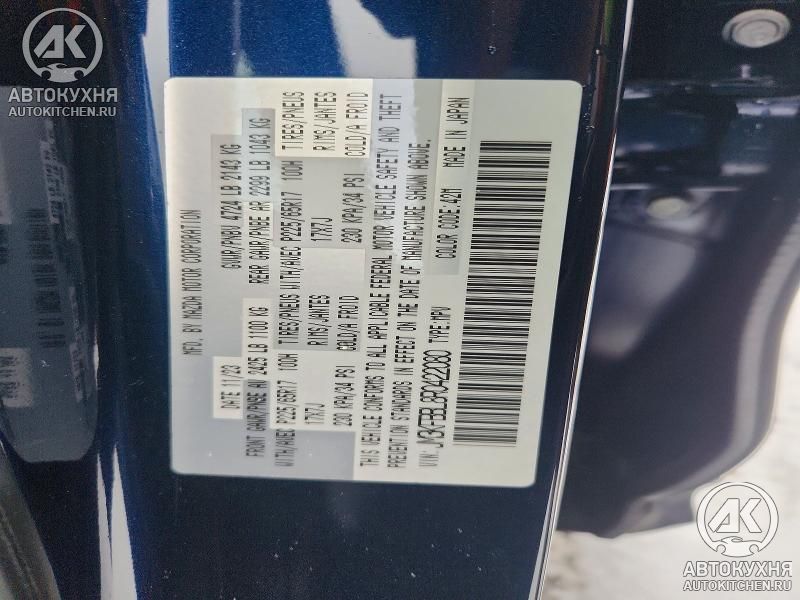 АК
АВТОКУХНЯ
AUTOKITCHEN.RU
MFD. BY MAZDA MOTOR CORPORATION
DATE 11/23 GVWR/PNBV 4724 LB 2143 KG
FRONT GAWR/PNSE AV 2425 LB 1100 KG REAR GAWR/PNBE AR 2299 LB 1043 KG
WITH/AVEC P225/65R17 100H TIRES/PNEUS WITH/AVEC P225/65R17 100H TIRES/PNEUS
17X7J RIMS/JANTES 17X7J RIMS/JANTES
230 KPA/34 PSI COLD/A FROID 230 KPA/34 PSI COLD/A FROID
THIS VEHICLE CONFORMS TO ALL APPLICABLE FEDERAL MOTOR VEHICLE SAFETY AND THEFT
PREVENTION STANDARDS IN EFFECT ON THE DATE OF MANUFACTURE SHOWN ABOVE.
VIN: JM3KFBBL8R0422080 TYPE:MPV COLOR CODE:42M MADE IN JAPAN
АК
АВТОКУХНЯ
AUTOKITCHEN.RU